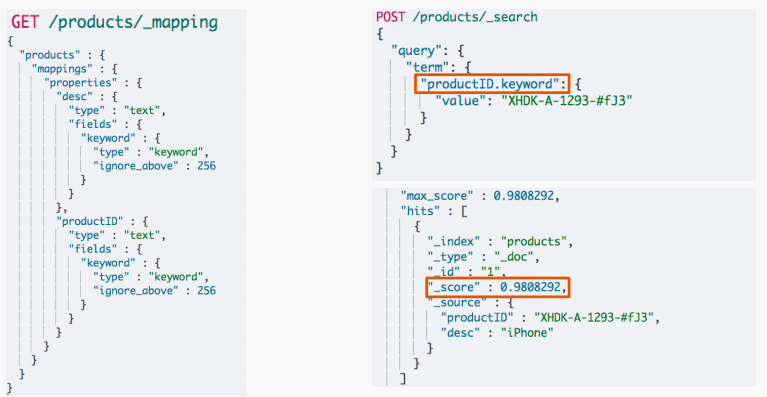 GET /products/_mapping
{
  "products" : {
    "mappings" : {
      "properties" : {
        "desc" : {
          "type" : "text",
          "fields" : {
            "keyword" : {
              "type" : "keyword",
              "ignore_above" : 256
            }
          }
        },
        "productID" : {
          "type" : "text",
          "fields" : {
            "keyword" : {
              "type" : "keyword",
              "ignore_above" : 256
            }
          }
        }
      }
    }
  }
}
POST /products/_search
{
  "query": {
    "term": {
      "productID.keyword": {
        "value": "XHDK-A-1293-#fJ3"
      }
    }
  }
}
"max_score" : 0.9808292,
"hits" : [
  {
    "_index" : "products",
    "_type" : "_doc",
    "_id" : "1",
    "_score" : 0.9808292,
    "_source" : {
      "productID" : "XHDK-A-1293-#fJ3",
      "desc" : "iPhone"
    }
  }
]